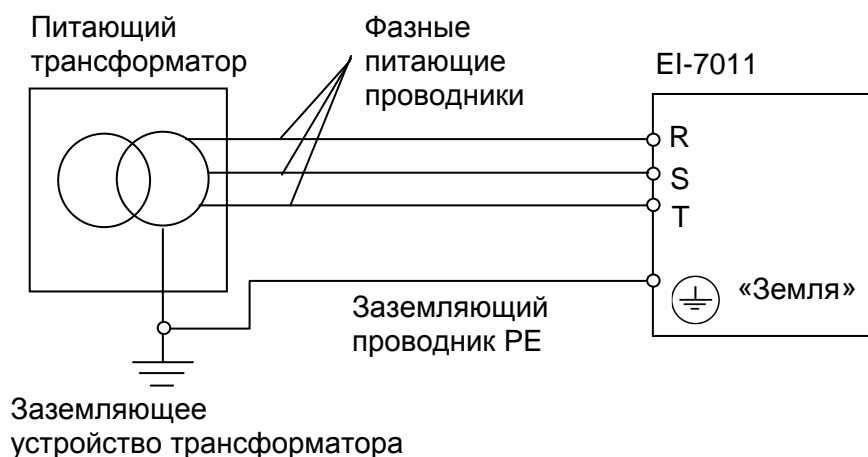 Питающий
трансформатор
Фазные
питающие
проводники
EI-7011
R
S
T
«Земля»
Заземляющий
проводник PE
Заземляющее
устройство трансформатора